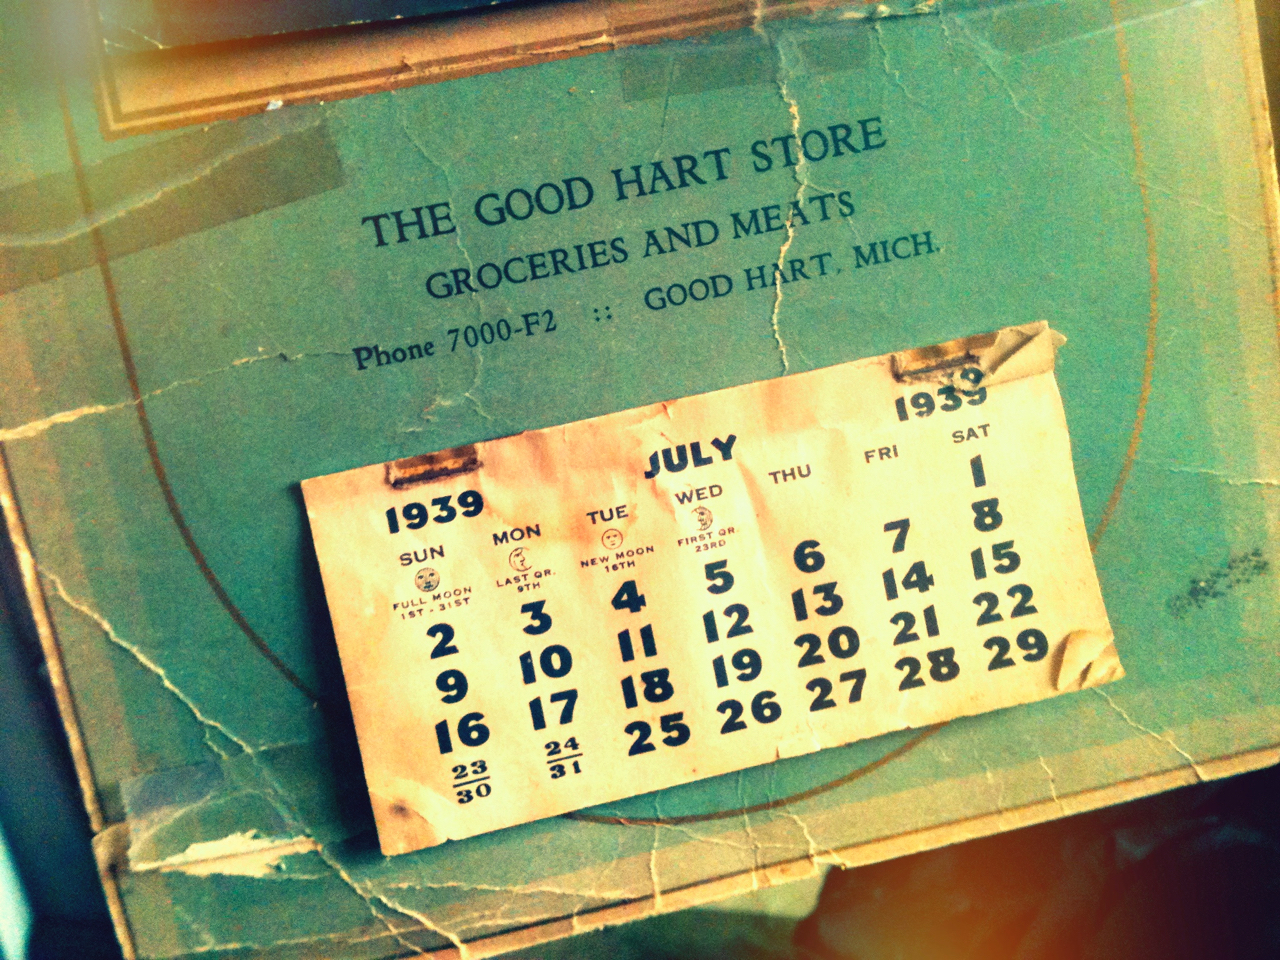 THE GOOD HART STORE
GROCERIES AND MEATS
Phone 7000-F2 :: GOOD HART, MICH.
1939 JULY 1939
SUN MON TUE WED THU FRI SAT
FULL MOON 1ST - 31ST LAST QR. 9TH NEW MOON 16TH FIRST QR. 23RD 1
2 3 4 5 6 7 8
9 10 11 12 13 14 15
16 17 18 19 20 21 22
23/30 24/31 25 26 27 28 29